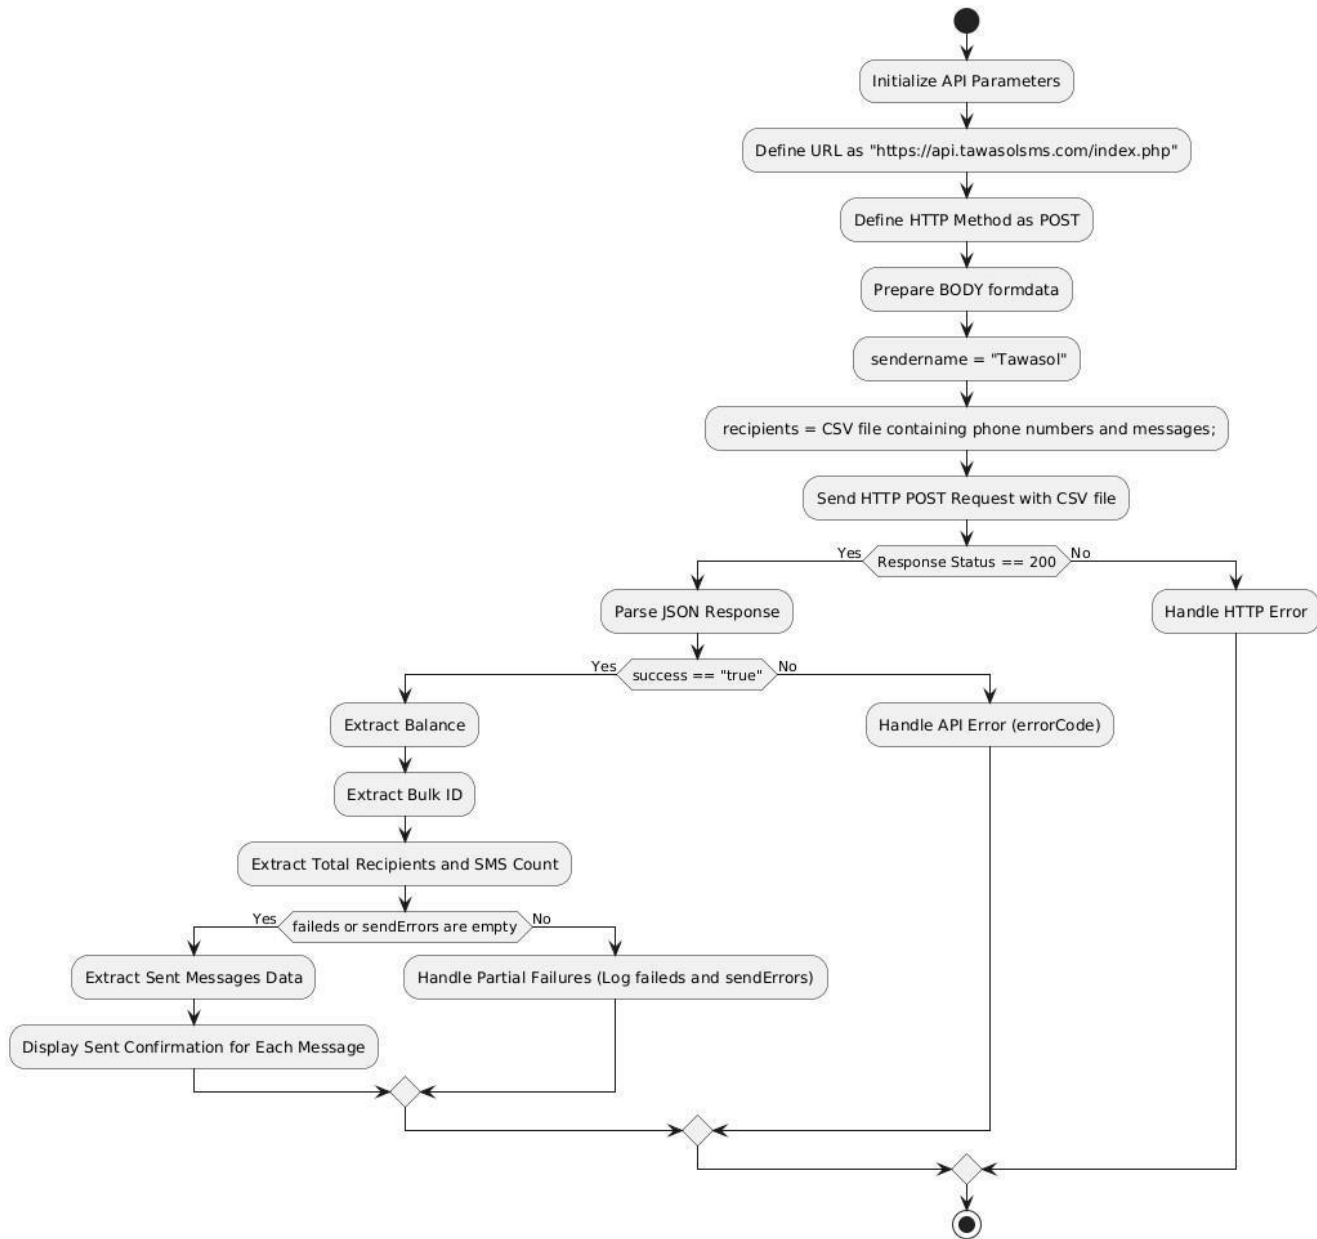 Initialize API Parameters
Define URL as "https://api.tawasolsms.com/index.php"
Define HTTP Method as POST
Prepare BODY formdata
sendername = "Tawasol"
recipients = CSV file containing phone numbers and messages;
Send HTTP POST Request with CSV file
Yes
Response Status == 200
No
Parse JSON Response
Handle HTTP Error
Yes
success == "true"
No
Extract Balance
Handle API Error (errorCode)
Extract Bulk ID
Extract Total Recipients and SMS Count
Yes
faileds or sendErrors are empty
No
Extract Sent Messages Data
Handle Partial Failures (Log faileds and sendErrors)
Display Sent Confirmation for Each Message